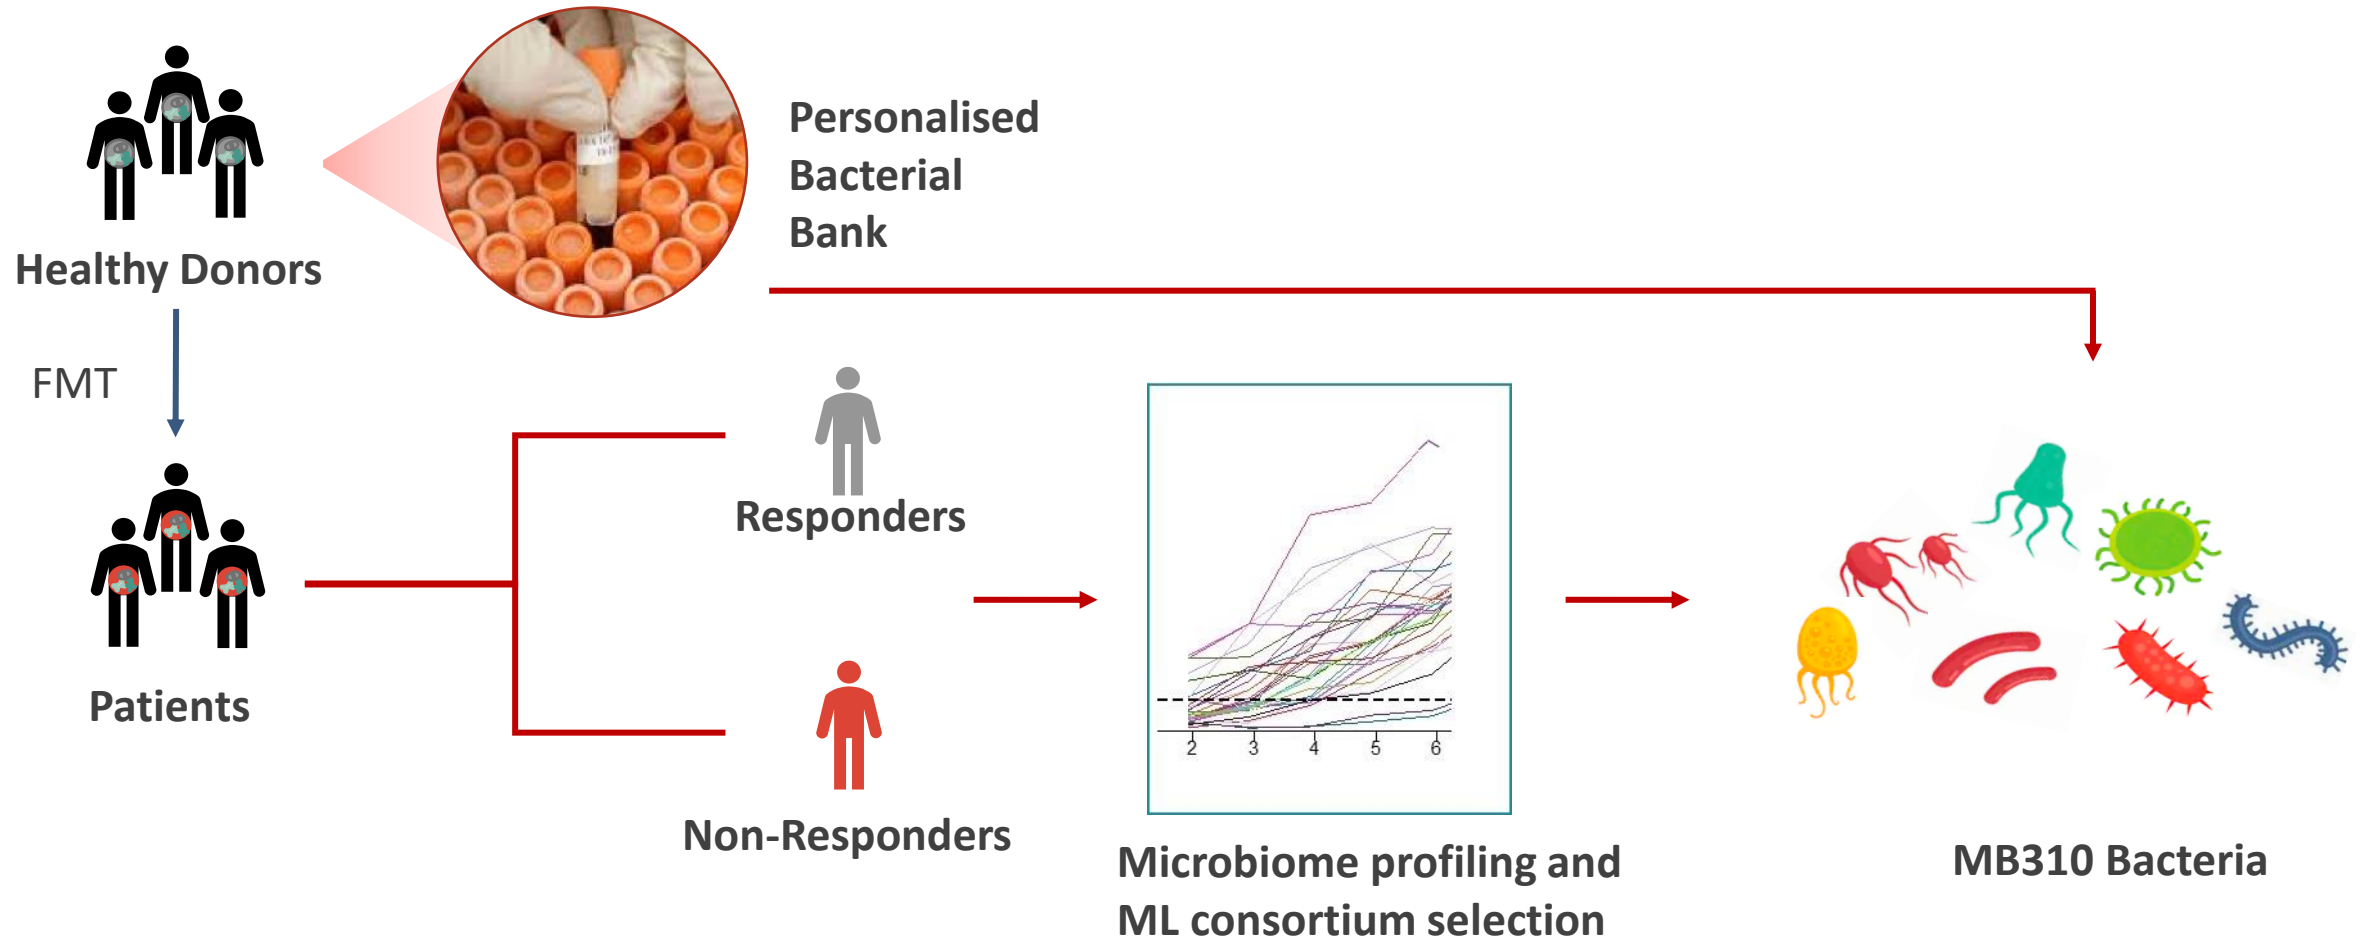 Personalised
Bacterial
Bank
Healthy Donors
FMT
Patients
Responders
Non-Responders
2 3 4 5 6
Microbiome profiling and
ML consortium selection
MB310 Bacteria